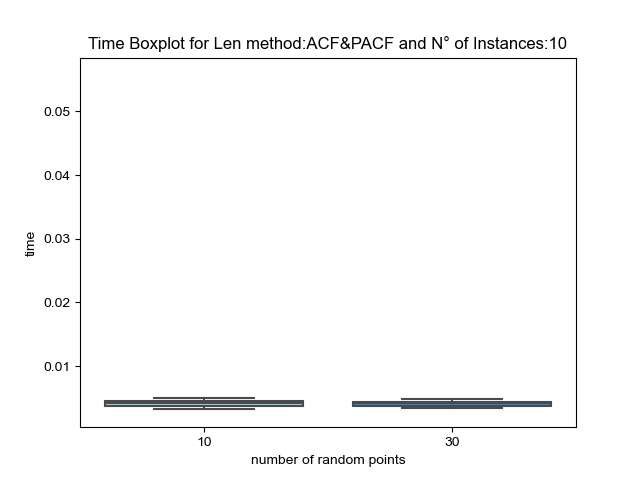 Time Boxplot for Len method:ACF&PACF and N° of Instances:10
0.05
0.04
0.03
0.02
0.01
time
10
30
number of random points